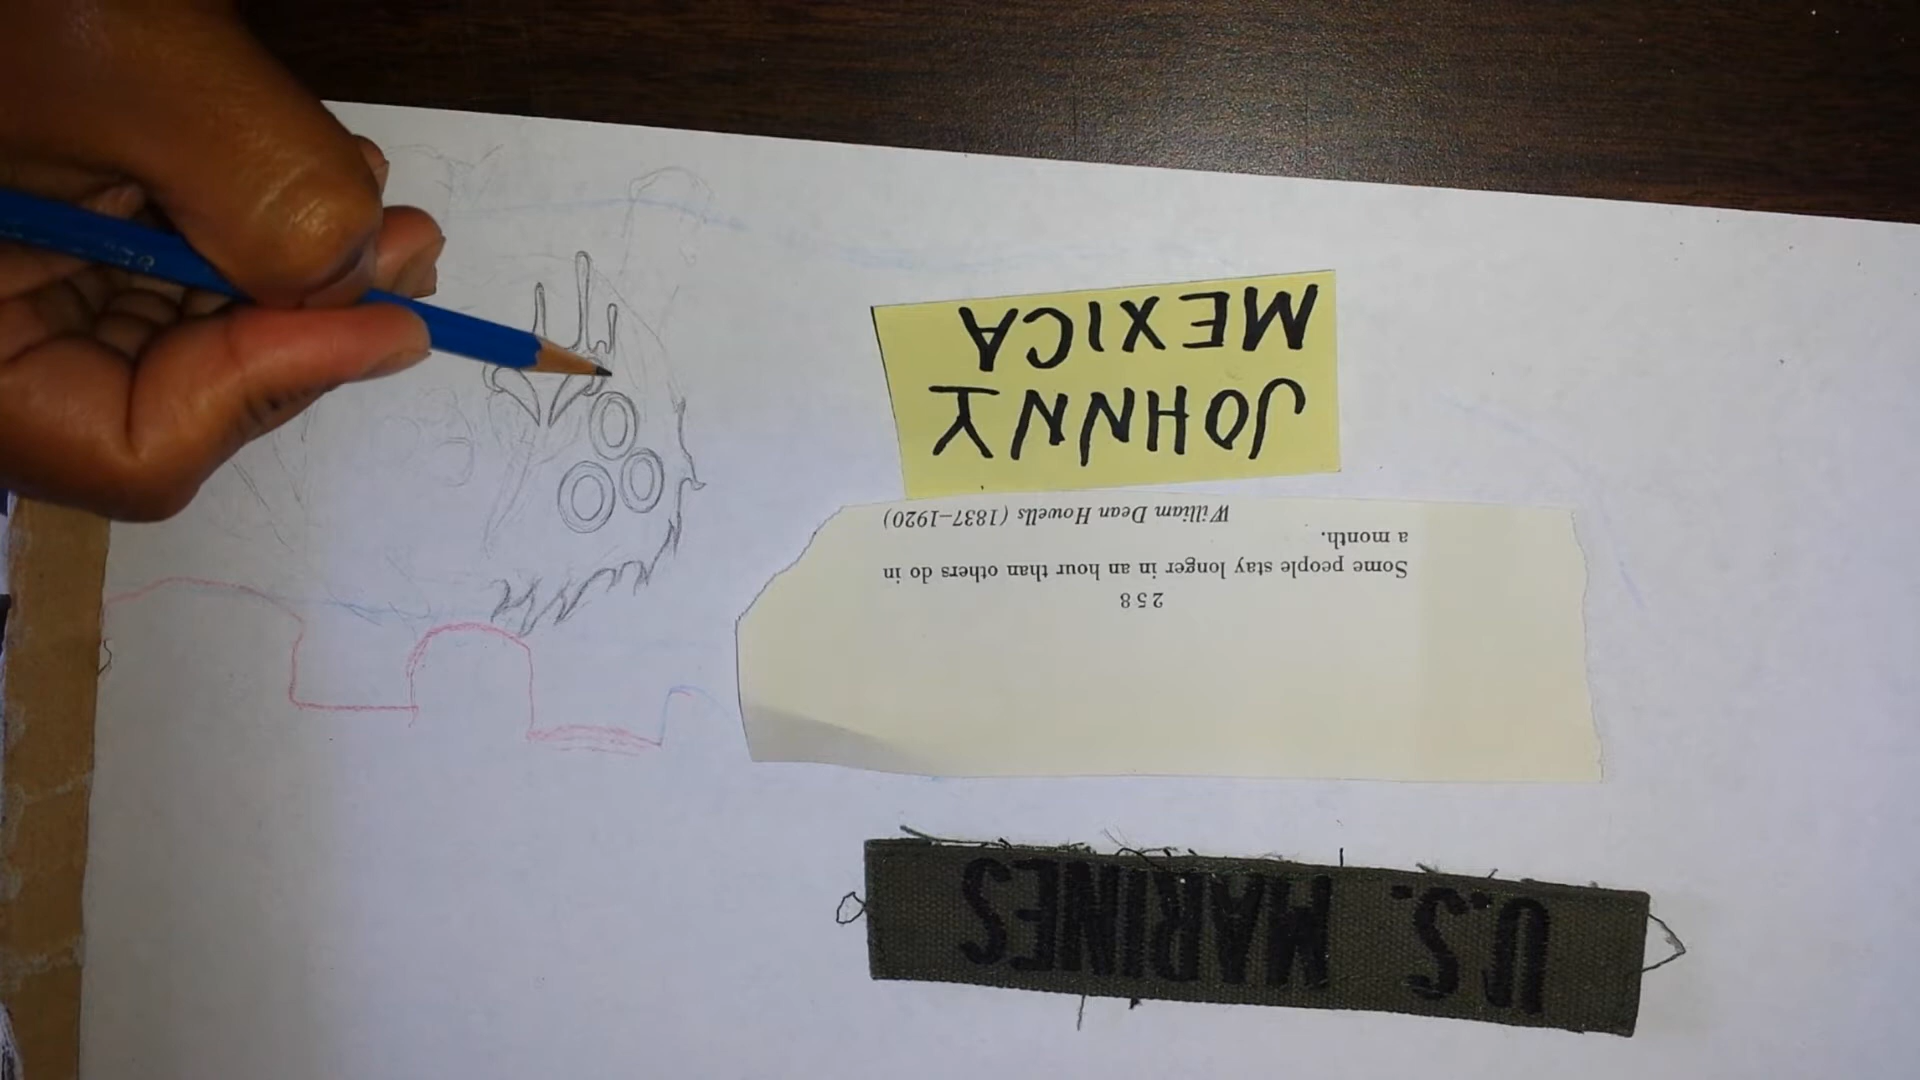 U.S. MARINES
258
Some people stay longer in an hour than others do in
a month.
William Dean Howells (1837–1920)
JOHNNY
MEXICA